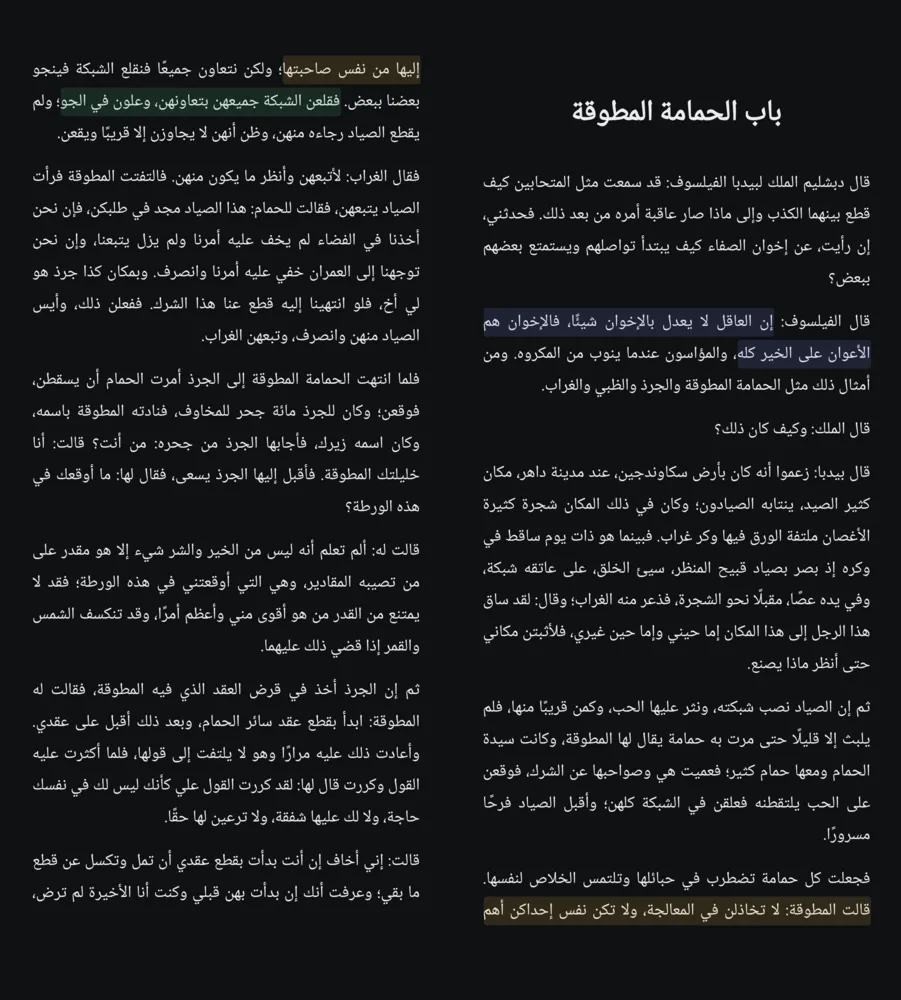 باب الحمامة المطوقة
قال دبشليم الملك لبيدبا الفيلسوف: قد سمعت مثل المتحابين كيف
قطع بينهما الكذب وإلى ماذا صار عاقبة أمره من بعد ذلك. فحدثني،
إن رأيت، عن إخوان الصفاء كيف يبتدأ تواصلهم ويستمتع بعضهم
ببعض؟
قال الفيلسوف: إن العاقل لا يعدل بالإخوان شيئًا، فالإخوان هم
الأعوان على الخير كله، والمؤاسون عندما ينوب من المكروه. ومن
أمثال ذلك مثل الحمامة المطوقة والجرذ والظبي والغراب.
قال الملك: وكيف كان ذلك؟
قال بيدبا: زعموا أنه كان بأرض سكاوندجين، عند مدينة داهر، مكان
كثير الصيد، ينتابه الصيادون؛ وكان في ذلك المكان شجرة كثيرة
الأغصان ملتفة الورق فيها وكر غراب. فبينما هو ذات يوم ساقط في
وكره إذ بصر بصياد قبيح المنظر، سيئ الخلق، على عاتقه شبكة،
وفي يده عصًا، مقبلًا نحو الشجرة، فذعر منه الغراب؛ وقال: لقد ساق
هذا الرجل إلى هذا المكان إما حيني وإما حين غيري، فلأثبتن مكاني
حتى أنظر ماذا يصنع.
ثم إن الصياد نصب شبكته، ونثر عليها الحب، وكمن قريبًا منها، فلم
يلبث إلا قليلًا حتى مرت به حمامة يقال لها المطوقة، وكانت سيدة
الحمام ومعها حمام كثير؛ فعميت هي وصواحبها عن الشرك، فوقعن
على الحب يلتقطنه فعلقن في الشبكة كلهن؛ وأقبل الصياد فرحًا
مسرورًا.
فجعلت كل حمامة تضطرب في حبائلها وتلتمس الخلاص لنفسها.
قالت المطوقة: لا تخاذلن في المعالجة، ولا تكن نفس إحداكن أهم
إليها من نفس صاحبتها؛ ولكن نتعاون جميعًا فنقلع الشبكة فينجو
بعضنا ببعض. فقلعن الشبكة جميعهن بتعاونهن، وعلون في الجو؛ ولم
يقطع الصياد رجاءه منهن، وظن أنهن لا يجاوزن إلا قريبًا ويقعن.
فقال الغراب: لأتبعهن وأنظر ما يكون منهن. فالتفتت المطوقة فرأت
الصياد يتبعهن، فقالت للحمام: هذا الصياد مجد في طلبكن، فإن نحن
أخذنا في الفضاء لم يخف عليه أمرنا ولم يزل يتبعنا، وإن نحن
توجهنا إلى العمران خفي عليه أمرنا وانصرف. وبمكان كذا جرذ هو
لي أخ، فلو انتهينا إليه قطع عنا هذا الشرك. ففعلن ذلك، وأيس
الصياد منهن وانصرف، وتبعهن الغراب.
فلما انتهت الحمامة المطوقة إلى الجرذ أمرت الحمام أن يسقطن،
فوقعن؛ وكان للجرذ مائة جحر للمخاوف، فنادته المطوقة باسمه،
وكان اسمه زيرك، فأجابها الجرذ من جحره: من أنت؟ قالت: أنا
خليلتك المطوقة. فأقبل إليها الجرذ يسعى، فقال لها: ما أوقعك في
هذه الورطة؟
قالت له: ألم تعلم أنه ليس من الخير والشر شيء إلا هو مقدر على
من تصيبه المقادير، وهي التي أوقعتني في هذه الورطة؛ فقد لا
يمتنع من القدر من هو أقوى مني وأعظم أمرًا، وقد تنكسف الشمس
والقمر إذا قضي ذلك عليهما.
ثم إن الجرذ أخذ في قرض العقد الذي فيه المطوقة، فقالت له
المطوقة: ابدأ بقطع عقد سائر الحمام، وبعد ذلك أقبل على عقدي.
وأعادت ذلك عليه مرارًا وهو لا يلتفت إلى قولها، فلما أكثرت عليه
القول وكررت قال لها: لقد كررت القول علي كأنك ليس لك في نفسك
حاجة، ولا لك عليها شفقة، ولا ترعين لها حقًا.
قالت: إني أخاف إن أنت بدأت بقطع عقدي أن تمل وتكسل عن قطع
ما بقي؛ وعرفت أنك إن بدأت بهن قبلي وكنت أنا الأخيرة لم ترض،